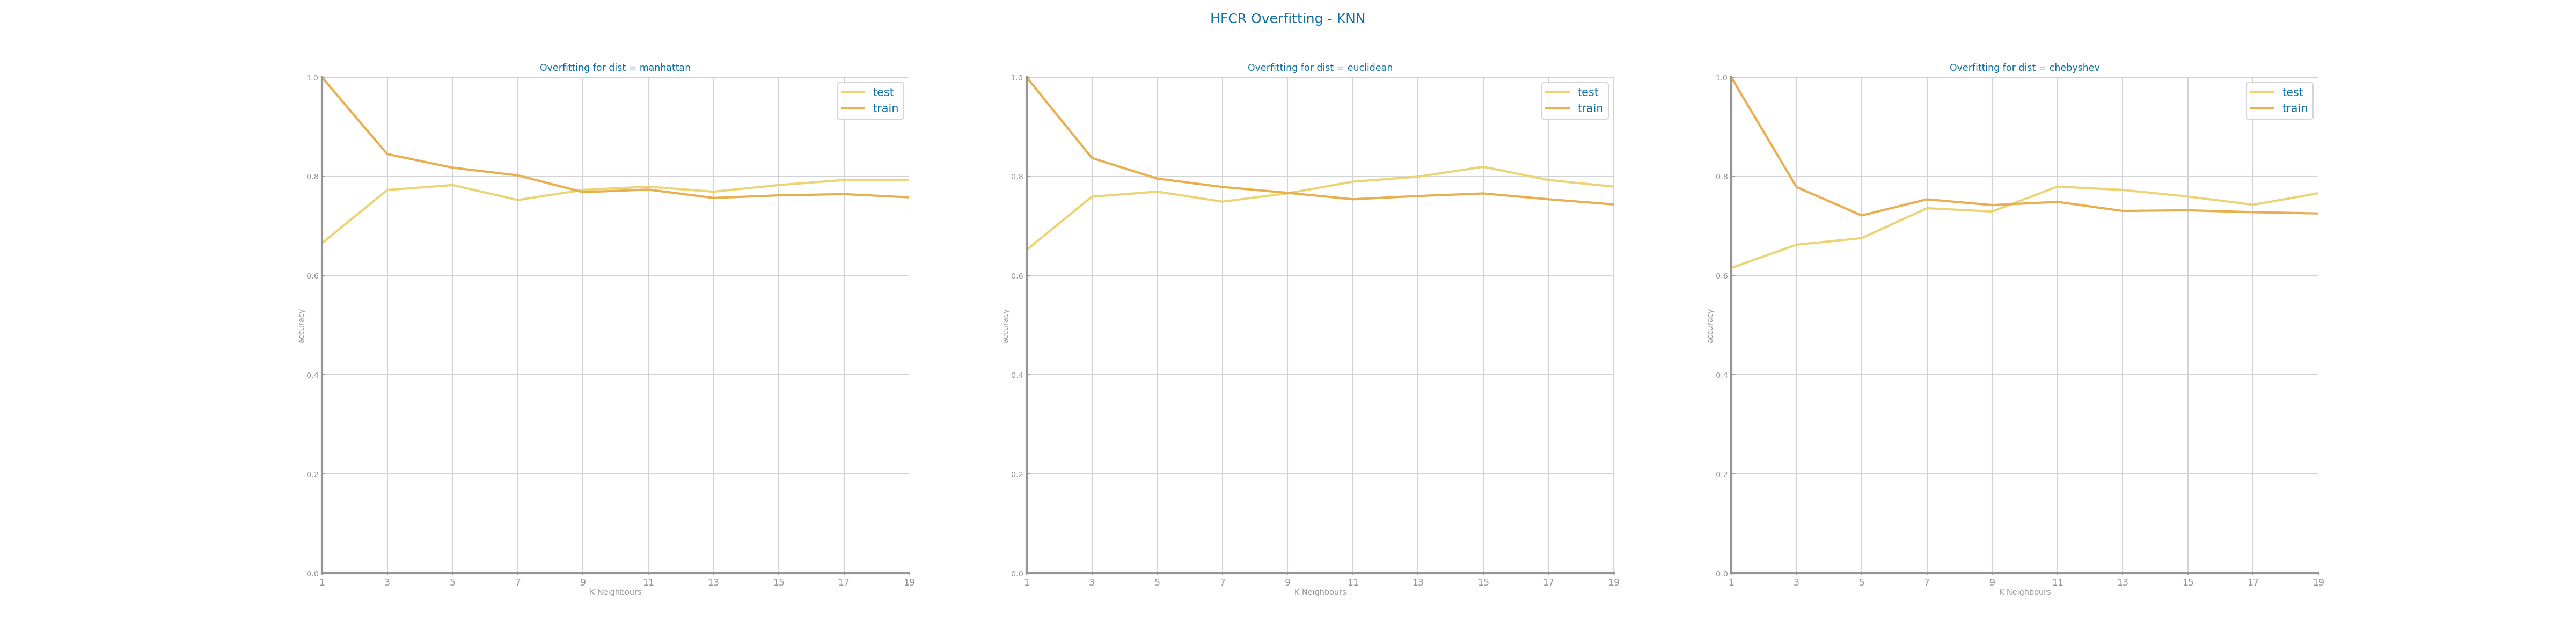 HFCR Overfitting - KNN
Overfitting for dist = manhattan
1.0
0.8
0.6
0.4
0.2
0.0
accuracy
test
train
1 3 5 7 9 11 13 15 17 19
K Neighbours
Overfitting for dist = euclidean
1.0
0.8
0.6
0.4
0.2
0.0
accuracy
test
train
1 3 5 7 9 11 13 15 17 19
K Neighbours
Overfitting for dist = chebyshev
1.0
0.8
0.6
0.4
0.2
0.0
accuracy
test
train
1 3 5 7 9 11 13 15 17 19
K Neighbours